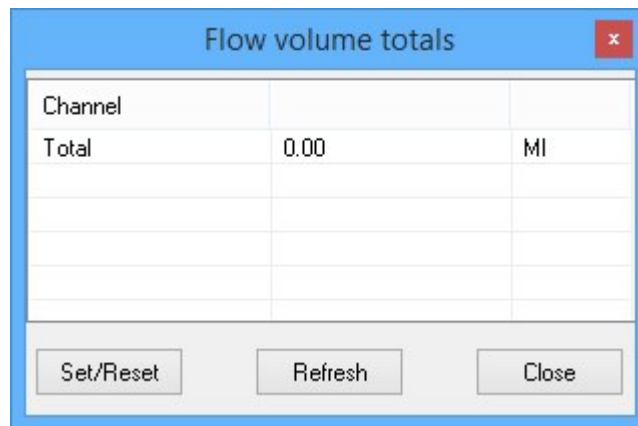 Flow volume totals
x
Channel
Total 0.00 Ml
Set/Reset Refresh Close